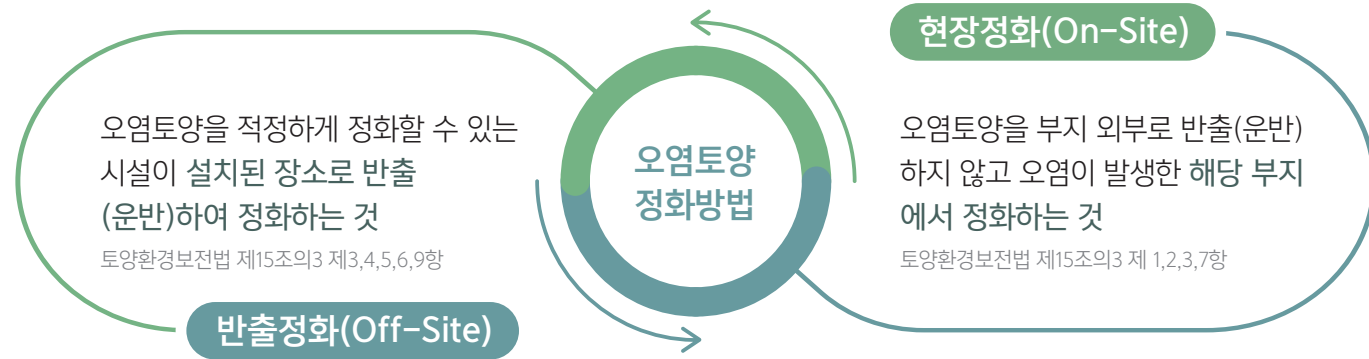 현장정화(On-Site)
오염토양을 적정하게 정화할 수 있는
시설이 설치된 장소로 반출
(운반)하여 정화하는 것
토양환경보전법 제15조의3 제3,4,5,6,9항
반출정화(Off-Site)
오염토양
정화방법
오염토양을 부지 외부로 반출(운반)
하지 않고 오염이 발생한 해당 부지
에서 정화하는 것
토양환경보전법 제15조의3 제 1,2,3,7항